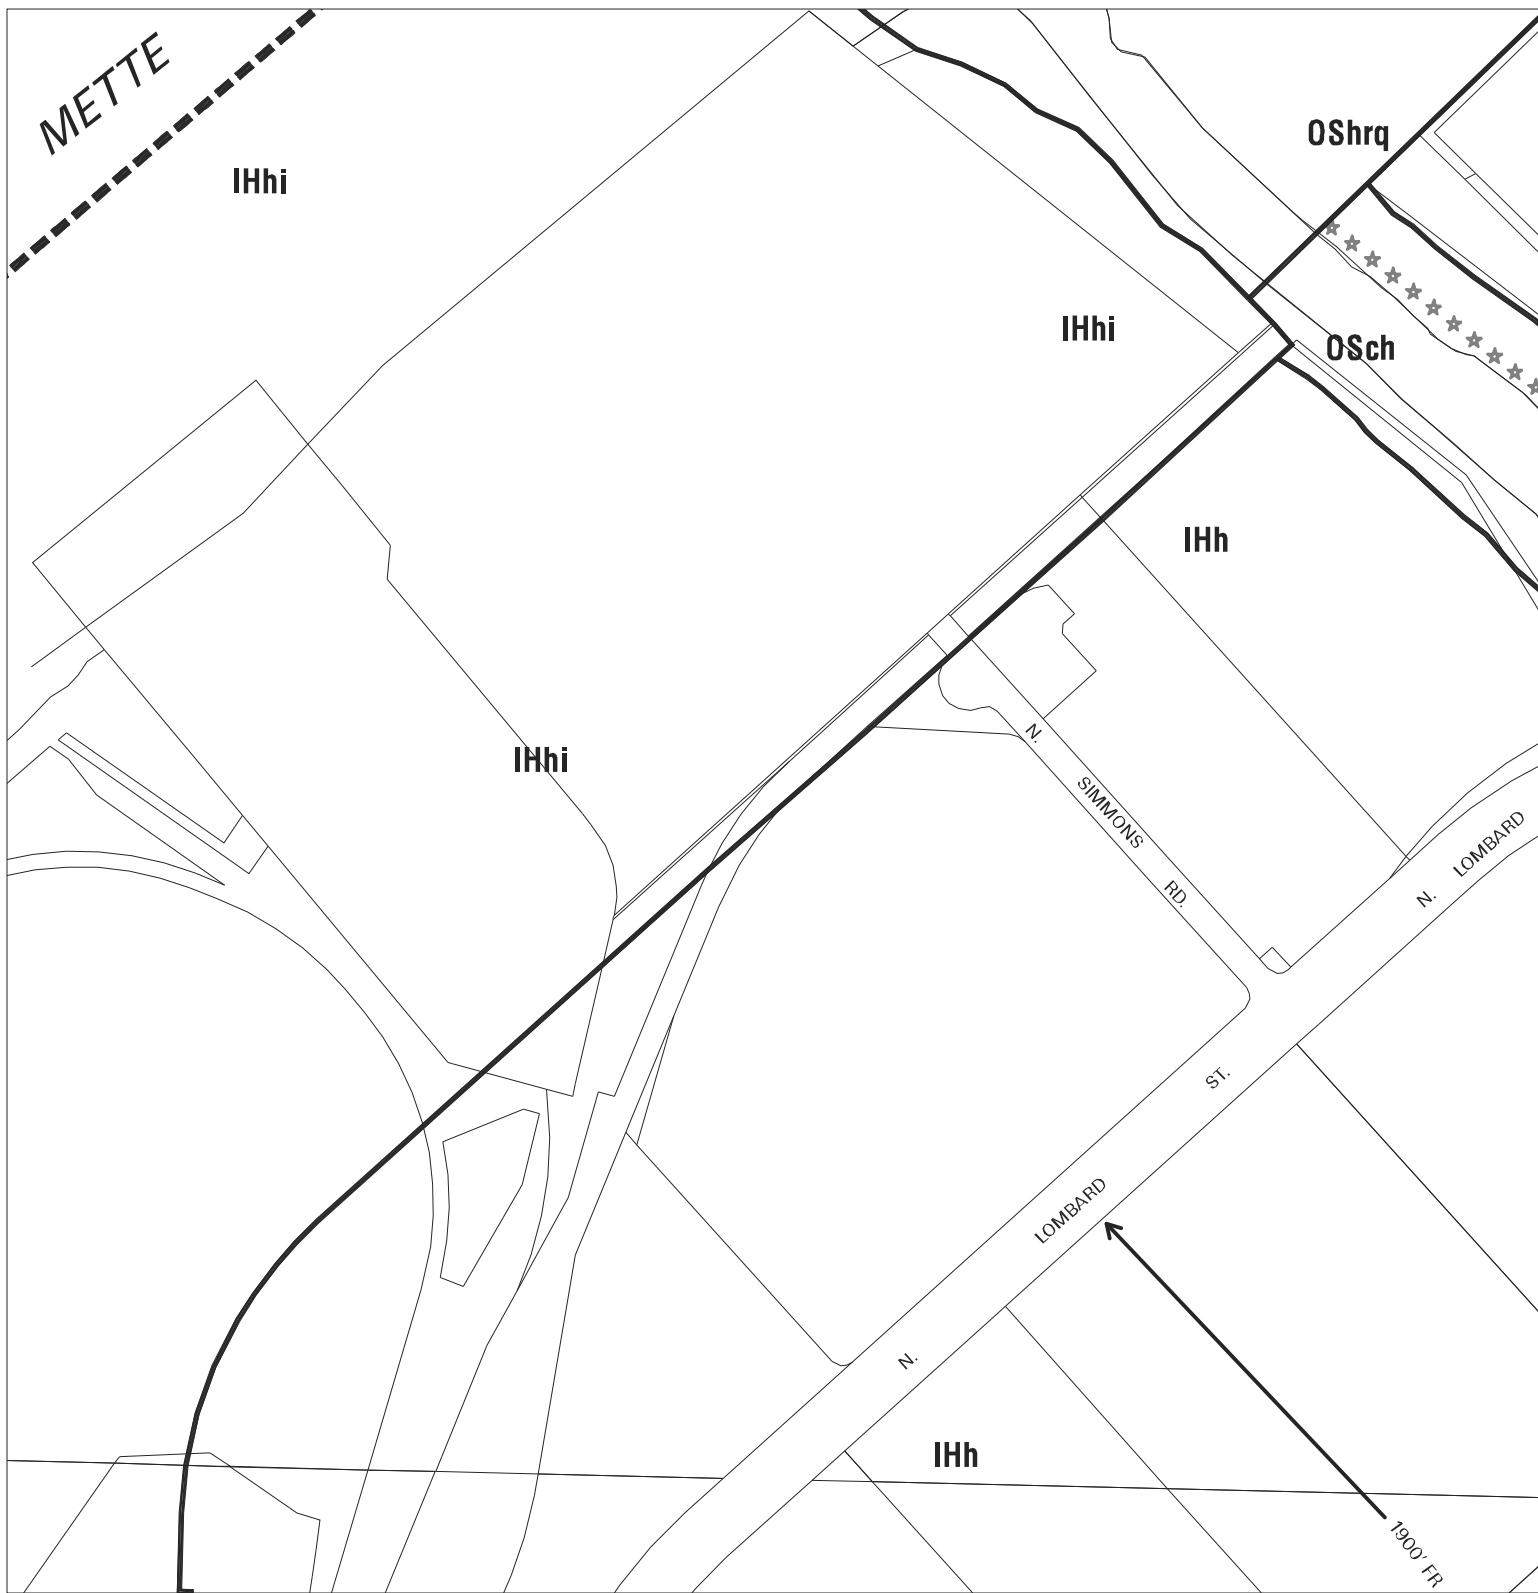 METTE
OShrq
IHhi
IHhi
OSch
IHh
IHhi
N. SIMMONS RD.
N. LOMBARD
ST.
LOMBARD
N.
IHh
1900' FR